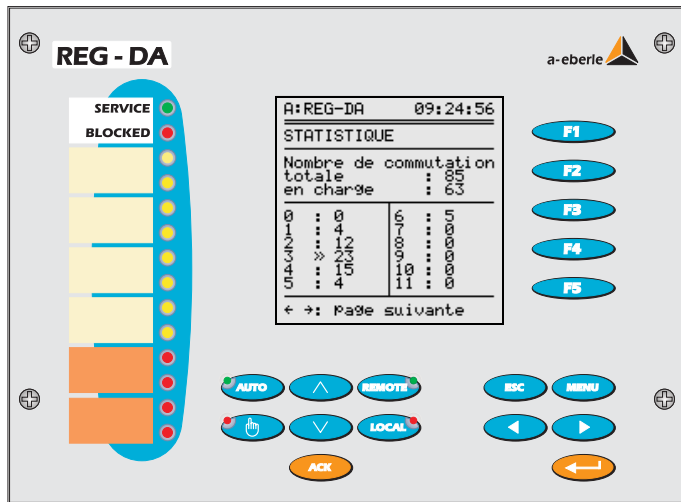 REG - DA
a-eberle
SERVICE
BLOCKED
A:REG-DA 09:24:56
STATISTIQUE
Nombre de commutation
totale : 85
en charge : 63
0 : 0 6 : 5
1 : 4 7 : 0
2 : 12 8 : 0
3 » 23 9 : 0
4 : 15 10 : 0
5 : 4 11 : 0
← →: Page suivante
F1
F2
F3
F4
F5
AUTO REMOTE ESC MENU
LOCAL
ACK